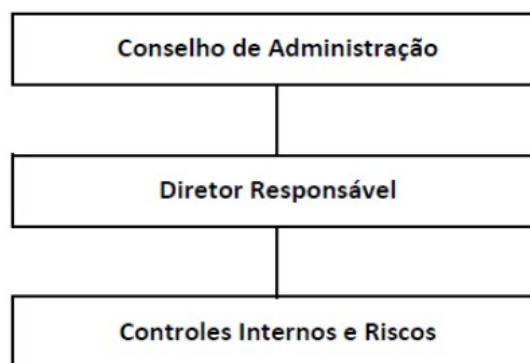 Conselho de Administração
Diretor Responsável
Controles Internos e Riscos